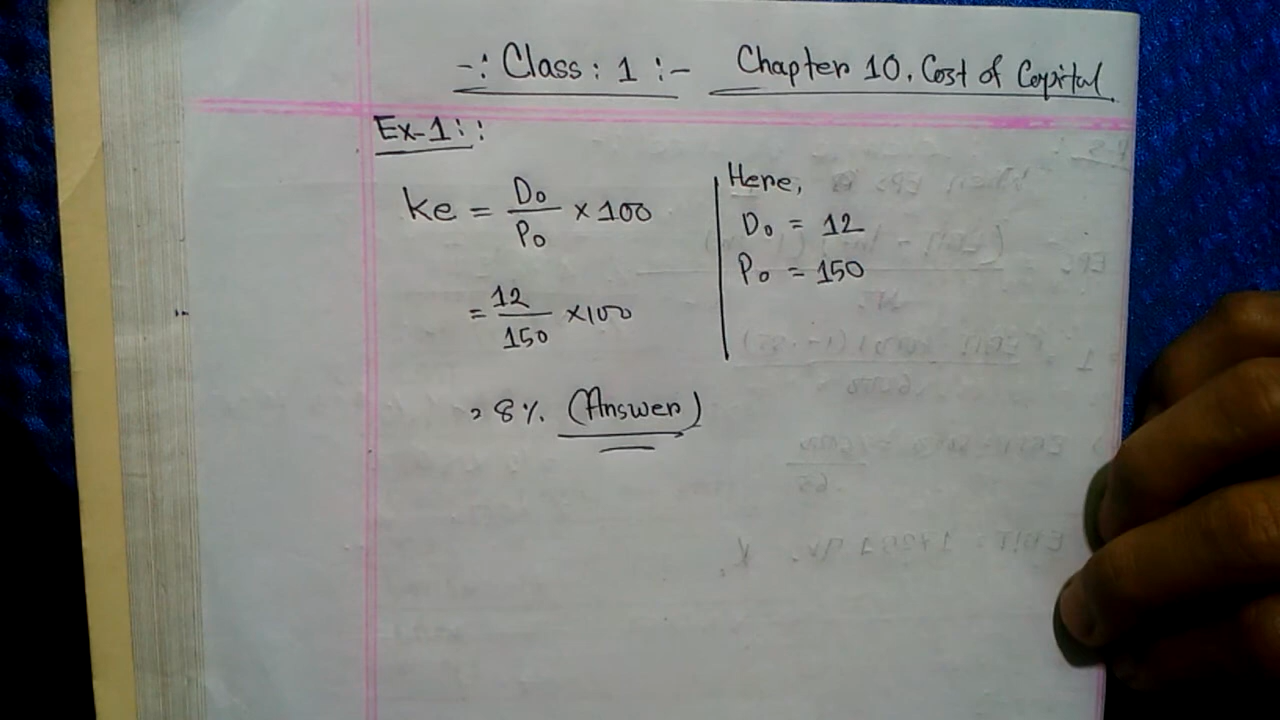 -: Class: 1 :- Chapter 10. Cost of Capital
Ex-1::
ke = D₀/P₀ × 100
= 12/150 ×100
= 8%. (Answer)
Here,
D₀ = 12
P₀ = 150